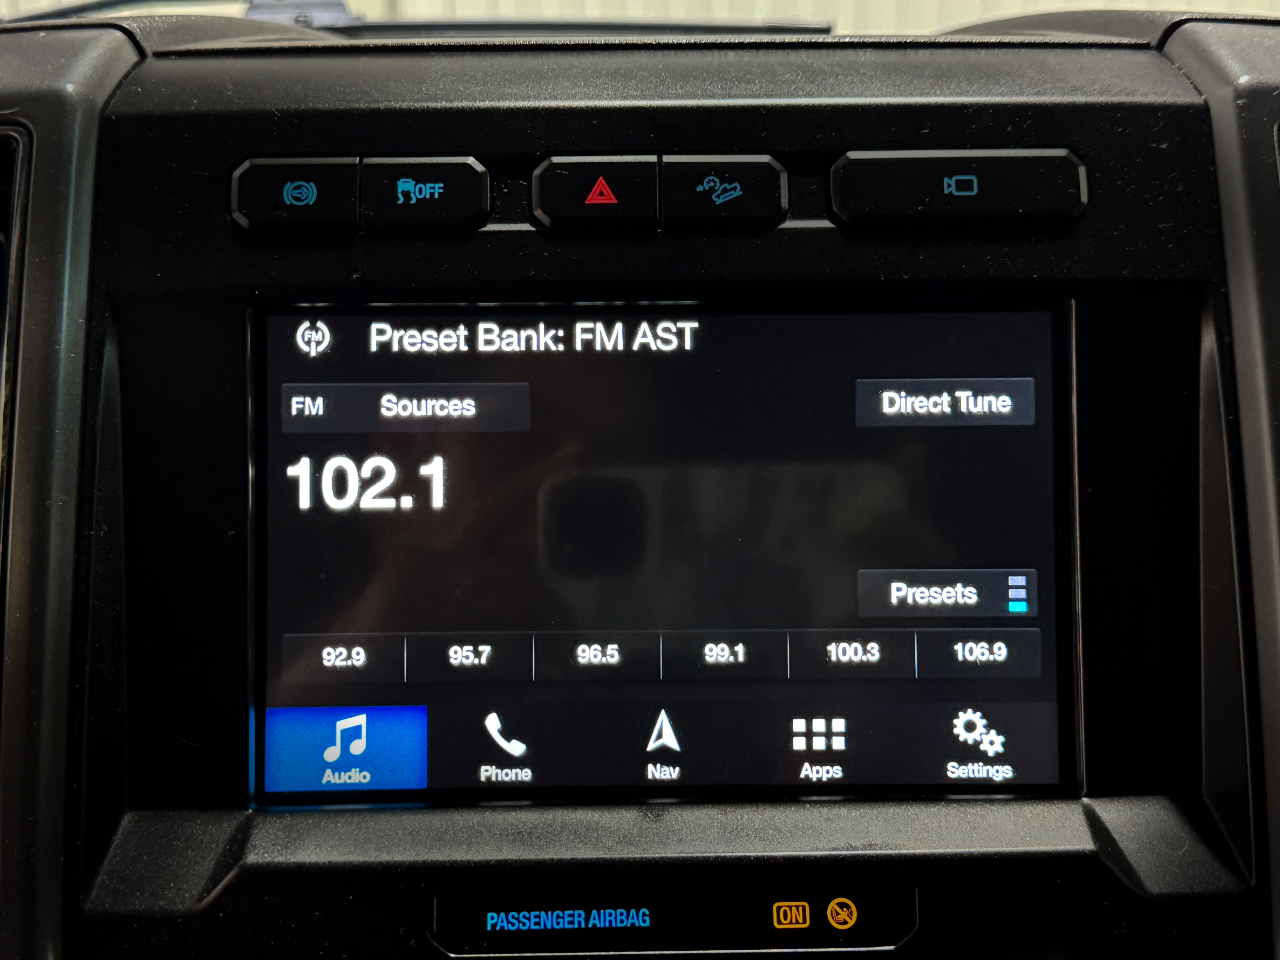 OFF
FM Preset Bank: FM AST
FM Sources Direct Tune
102.1
Presets
92.9 95.7 96.5 99.1 100.3 106.9
Audio Phone Nav Apps Settings
PASSENGER AIRBAG ON